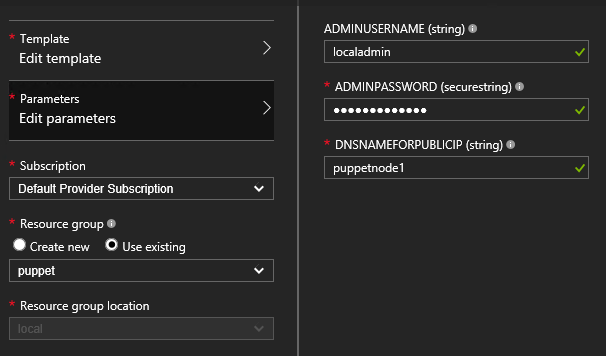 * Template
Edit template
* Parameters
Edit parameters
* Subscription
Default Provider Subscription
* Resource group
Create new Use existing
puppet
* Resource group location
local
ADMINUSERNAME (string)
localadmin
* ADMINPASSWORD (securestring)
•••••••••••••
* DNSNAMEFORPUBLICIP (string)
puppetnode1